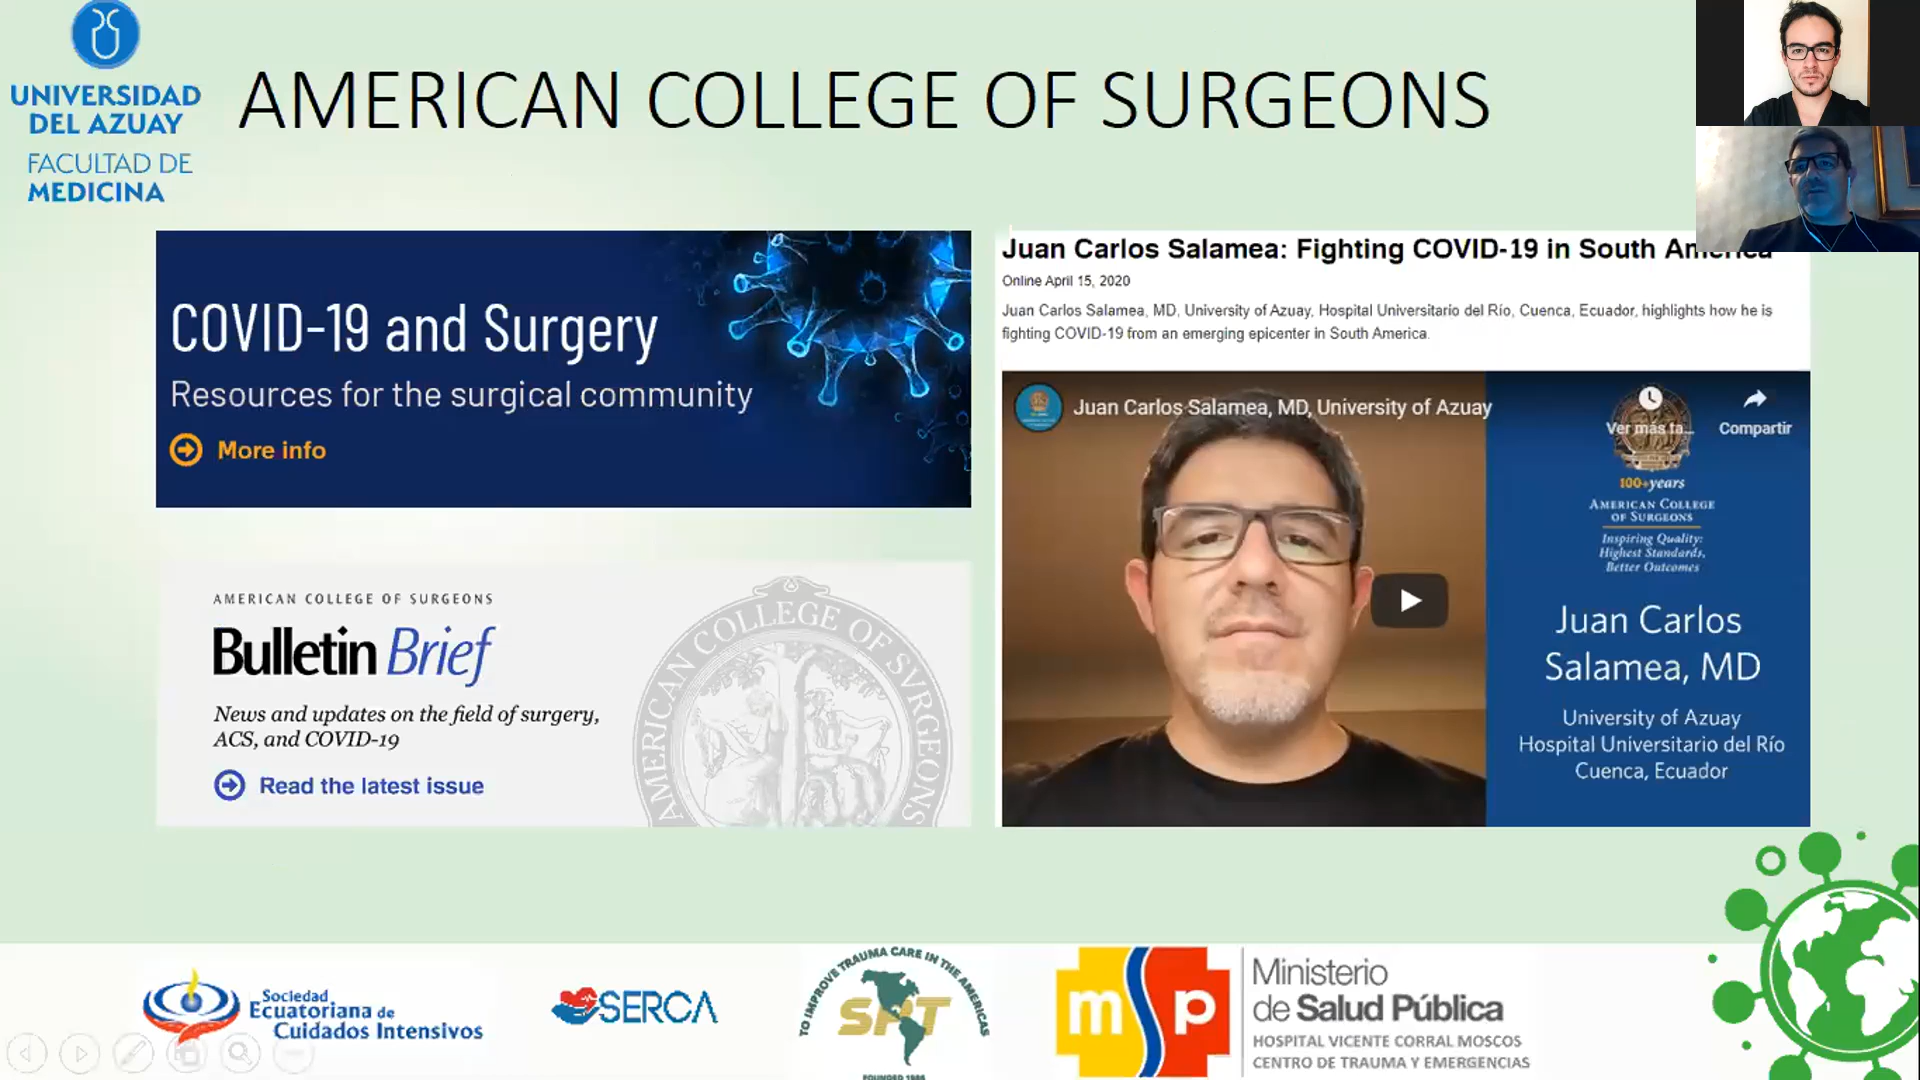 UNIVERSIDAD
DEL AZUAY
FACULTAD DE
MEDICINA
AMERICAN COLLEGE OF SURGEONS
COVID-19 and Surgery
Resources for the surgical community
More info
AMERICAN COLLEGE OF SURGEONS
Bulletin Brief
News and updates on the field of surgery,
ACS, and COVID-19
Read the latest issue
AMERICAN COLLEGE OF SVRGEONS
Juan Carlos Salamea: Fighting COVID-19 in South America
Online April 15, 2020
Juan Carlos Salamea, MD, University of Azuay, Hospital Universitario del Río, Cuenca, Ecuador, highlights how he is
fighting COVID-19 from an emerging epicenter in South America.
Juan Carlos Salamea, MD, University of Azuay
Ver más ta...
Compartir
100+years
AMERICAN COLLEGE
OF SURGEONS
Inspiring Quality:
Highest Standards,
Better Outcomes
Juan Carlos
Salamea, MD
University of Azuay
Hospital Universitario del Río
Cuenca, Ecuador
Sociedad
Ecuatoriana de
Cuidados Intensivos
SERCA
TO IMPROVE TRAUMA CARE IN THE AMERICAS
SPT
FOUNDED 1986
msp
Ministerio
de Salud Pública
HOSPITAL VICENTE CORRAL MOSCOS
CENTRO DE TRAUMA Y EMERGENCIAS